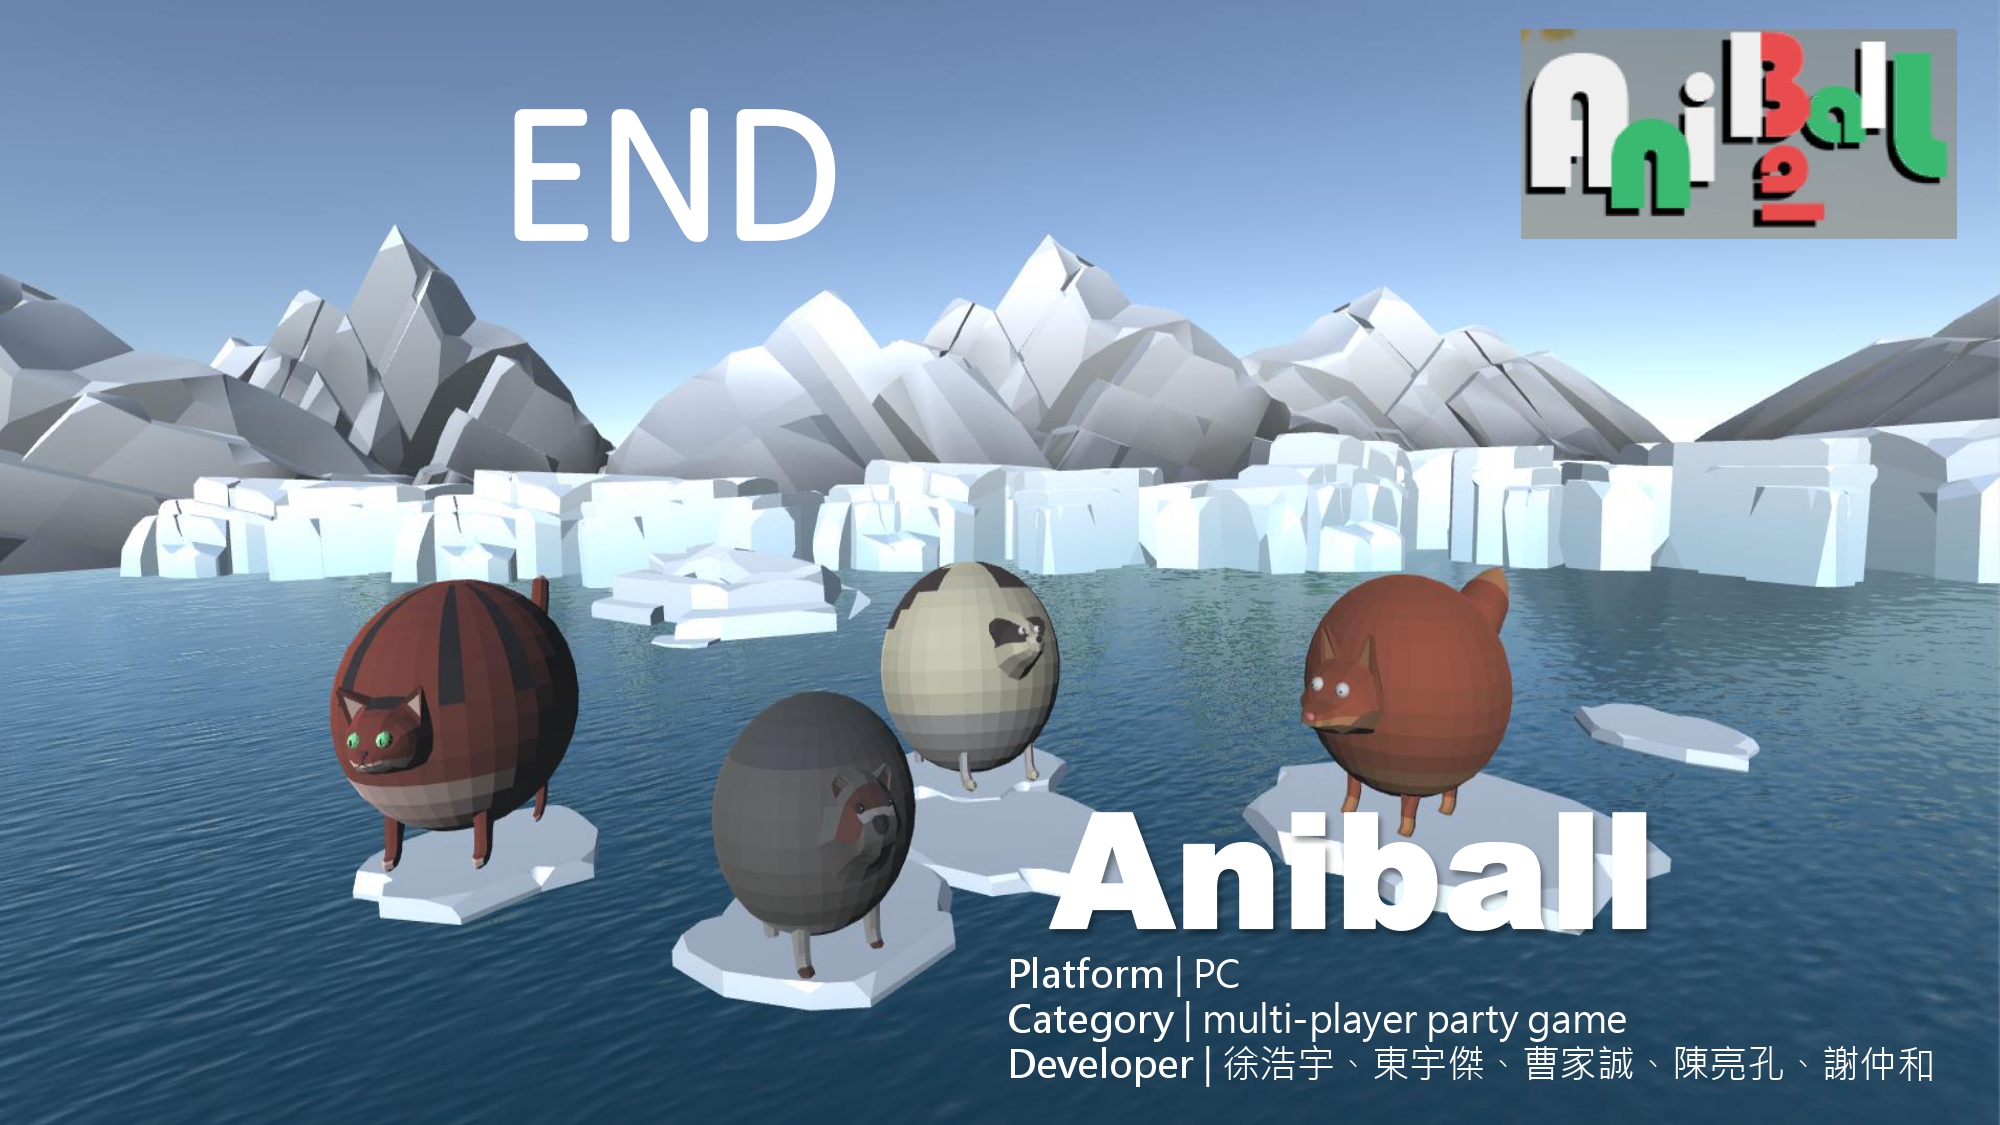 END
AniBall
al
Aniball
Platform | PC
Category | multi-player party game
Developer | 徐浩宇、東宇傑、曹家誠、陳亮孔、謝仲和